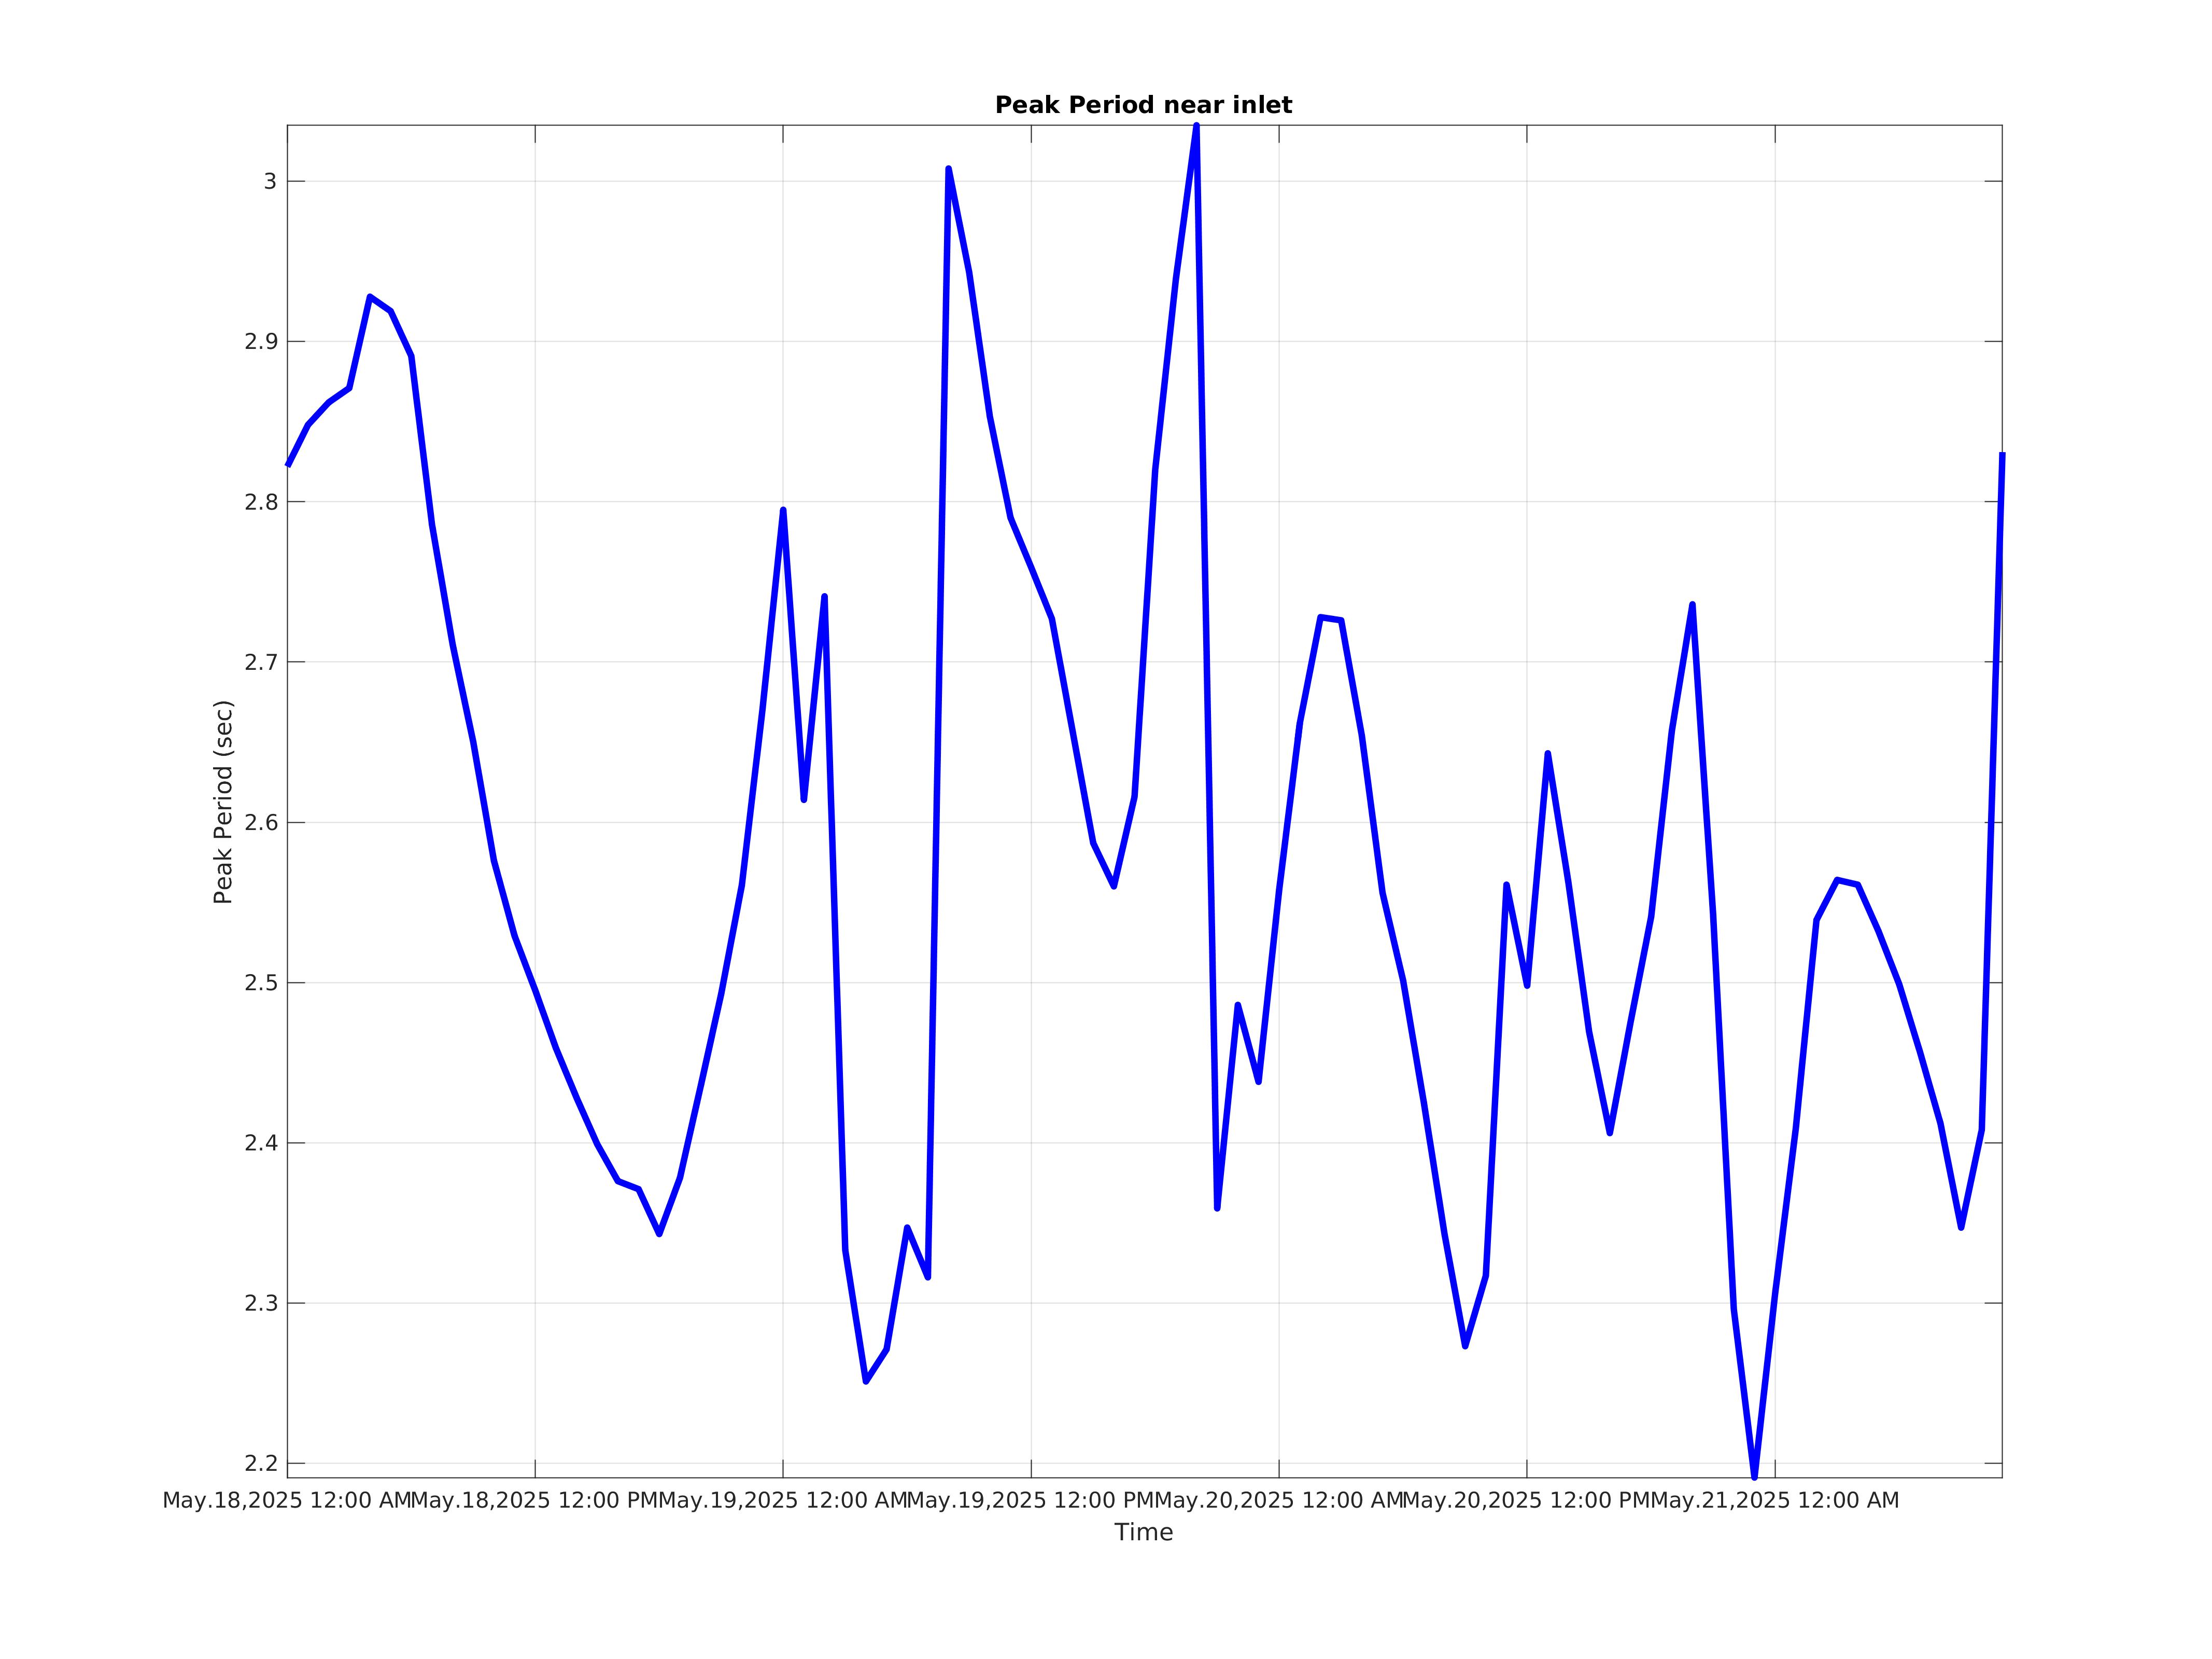 Peak Period near inlet
3
2.9
2.8
2.7
2.6
2.5
2.4
2.3
2.2
Peak Period (sec)
May.18,2025 12:00 AM
May.18,2025 12:00 PM
May.19,2025 12:00 AM
May.19,2025 12:00 PM
May.20,2025 12:00 AM
May.20,2025 12:00 PM
May.21,2025 12:00 AM
Time